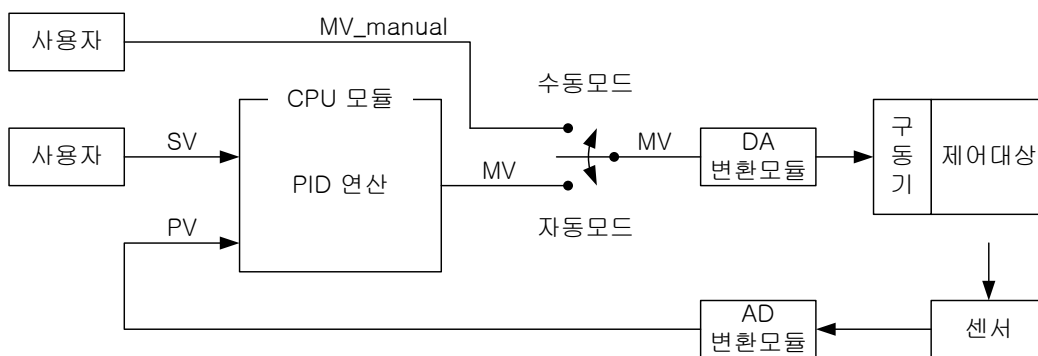 사용자
MV_manual
수동모드
CPU 모듈
사용자
SV
PID 연산
MV
MV
DA
변환모듈
구
동
기
제어대상
PV
자동모드
AD
변환모듈
센서